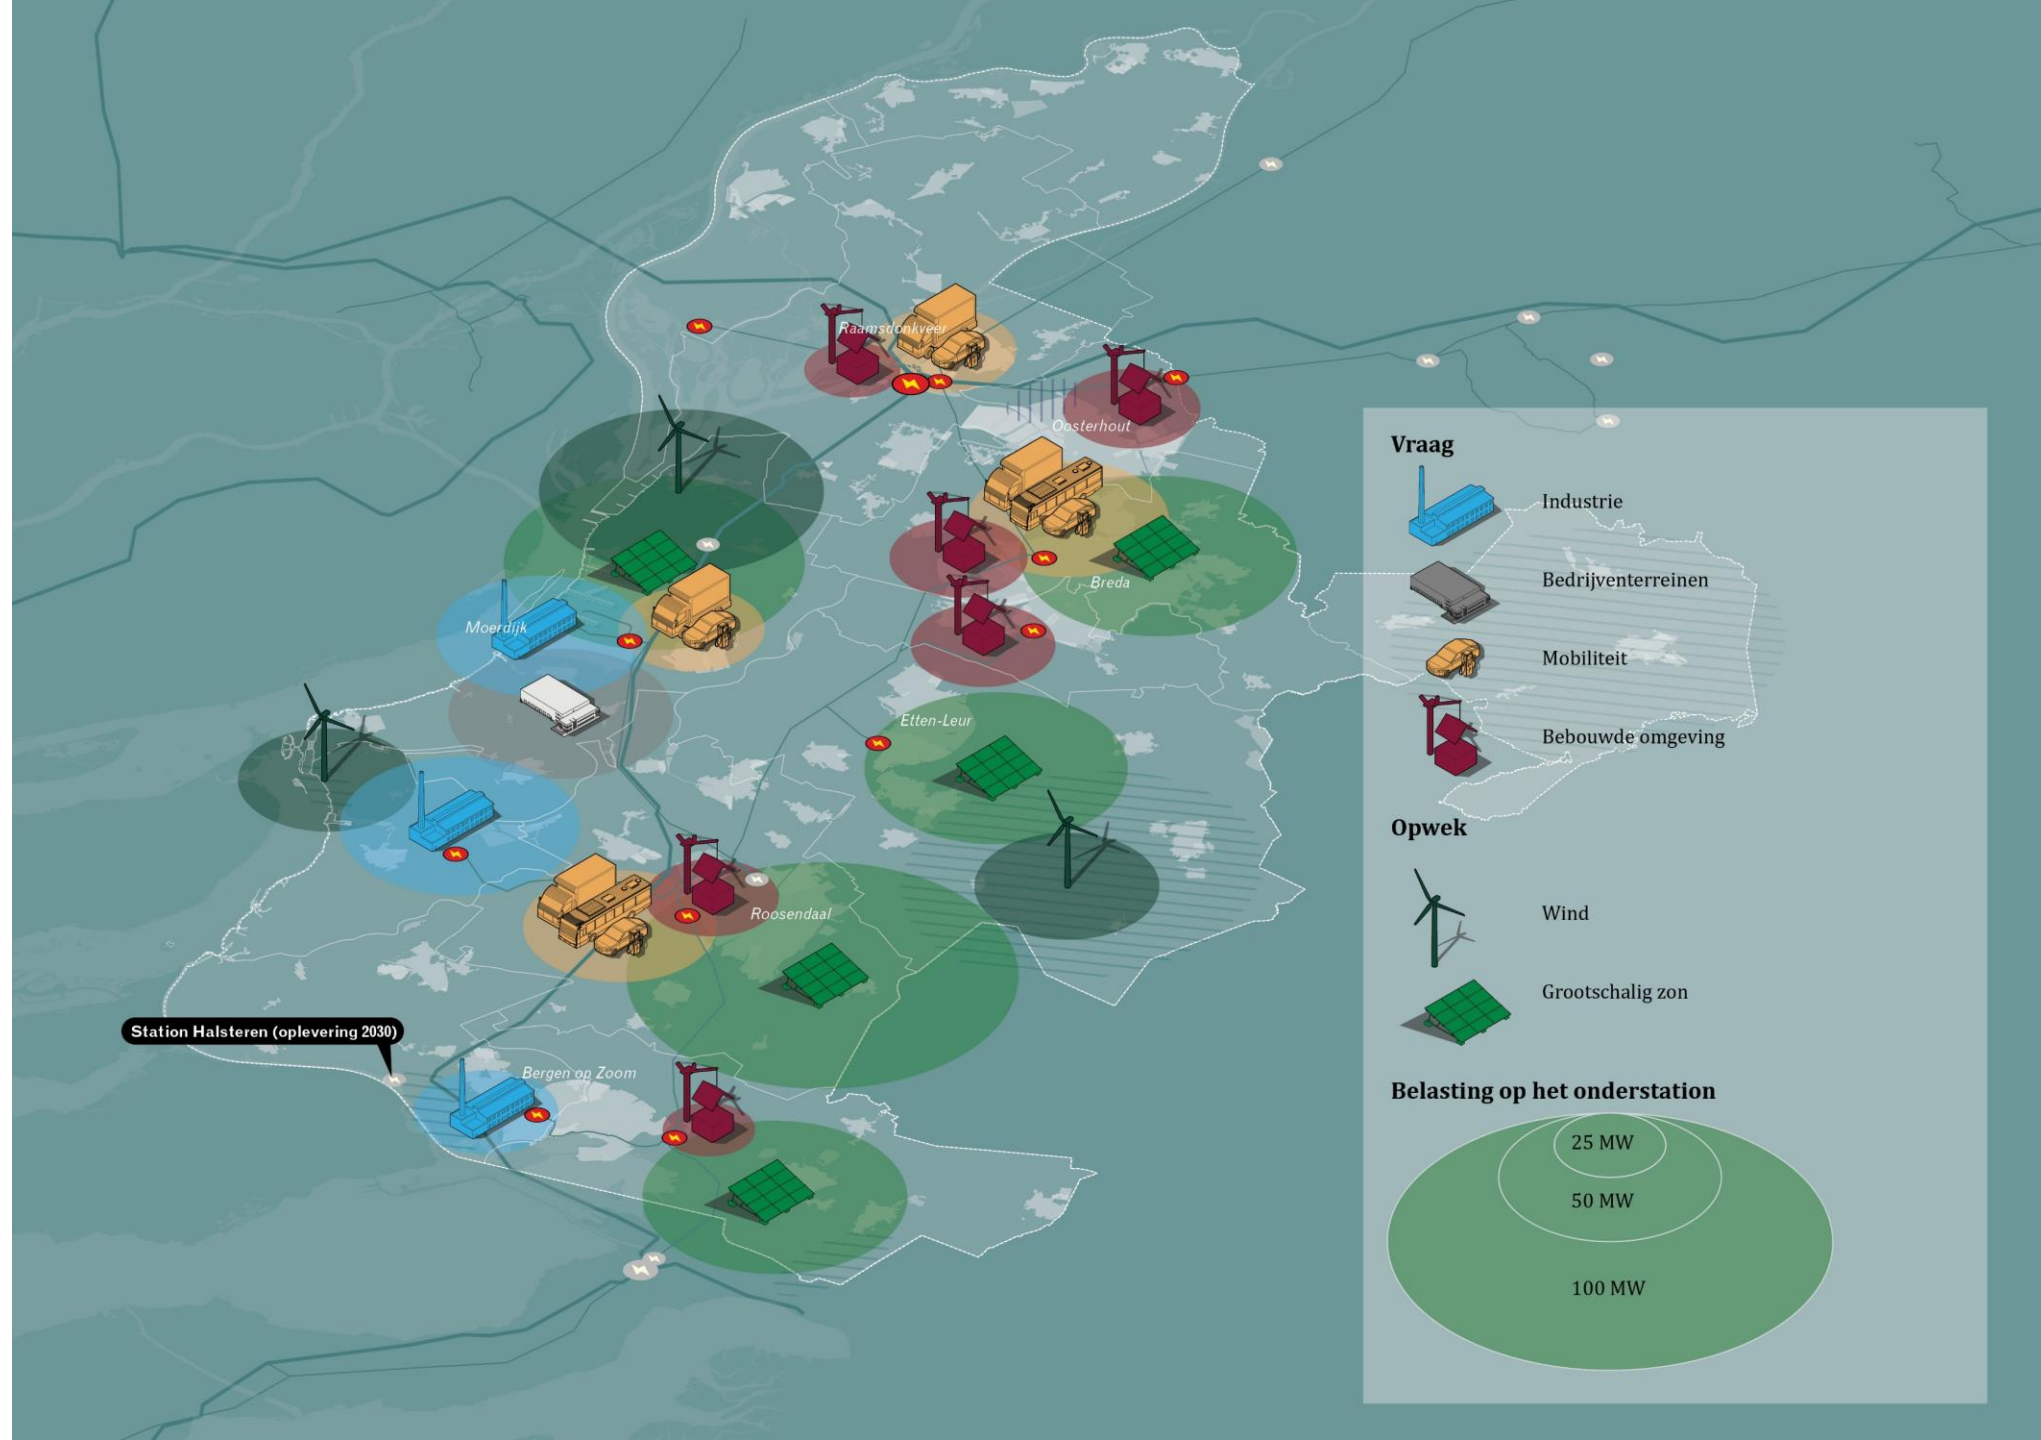 Raamsdonkveer
Oosterhout
Breda
Moerdijk
Etten-Leur
Roosendaal
Station Halsteren (oplevering 2030)
Bergen op Zoom
Vraag
Industrie
Bedrijventerreinen
Mobiliteit
Bebouwde omgeving
Opwek
Wind
Grootschalig zon
Belasting op het onderstation
25 MW
50 MW
100 MW